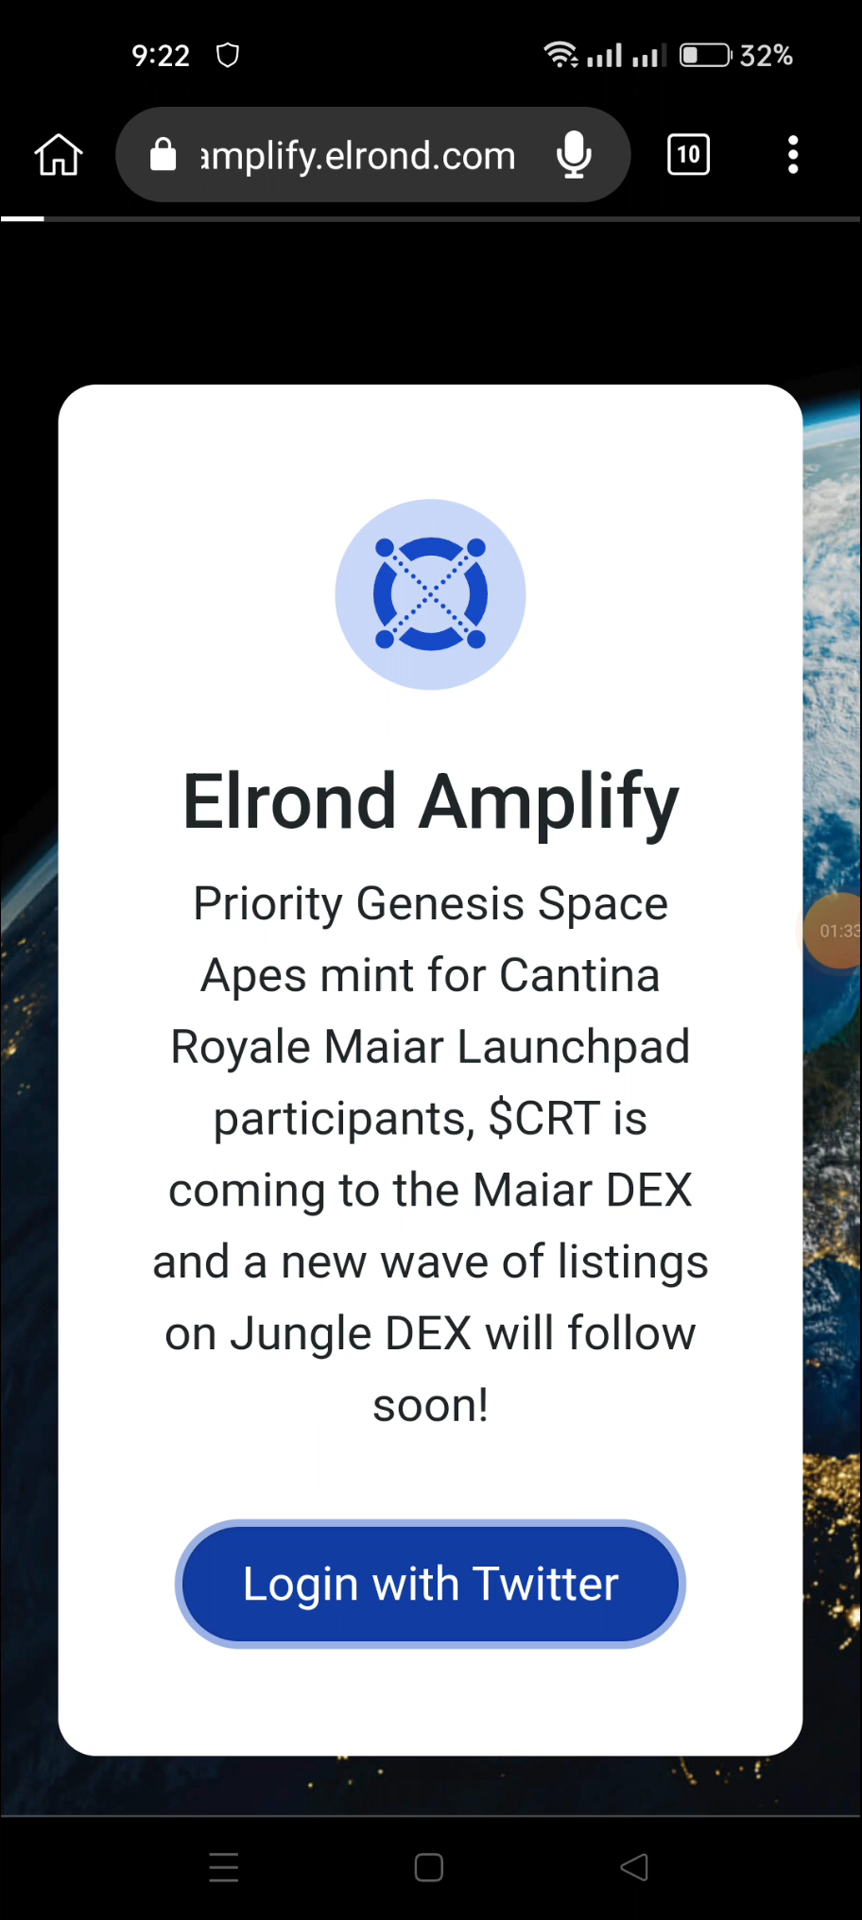 9:22
32%
amplify.elrond.com
10
Elrond Amplify
Priority Genesis Space
Apes mint for Cantina
Royale Maiar Launchpad
participants, $CRT is
coming to the Maiar DEX
and a new wave of listings
on Jungle DEX will follow
soon!
01:33
Login with Twitter